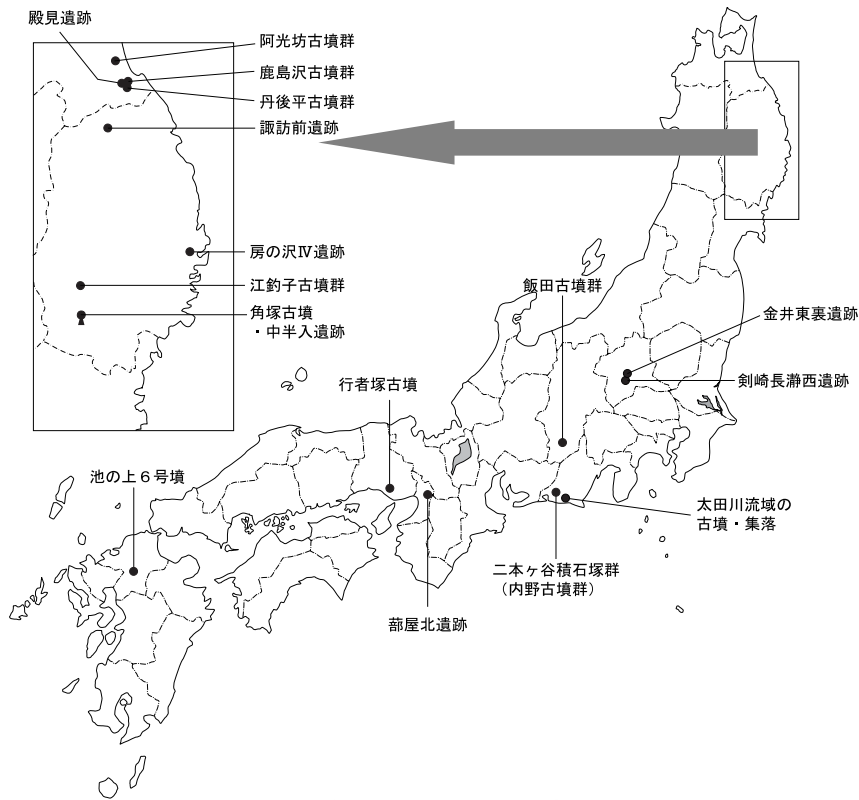 殿見遺跡
阿光坊古墳群
鹿島沢古墳群
丹後平古墳群
諏訪前遺跡
房の沢Ⅳ遺跡
江釣子古墳群
角塚古墳
・中半入遺跡
飯田古墳群
金井東裏遺跡
剣崎長瀞西遺跡
行者塚古墳
池の上６号墳
太田川流域の
古墳・集落
二本ヶ谷積石塚群
（内野古墳群）
蔀屋北遺跡